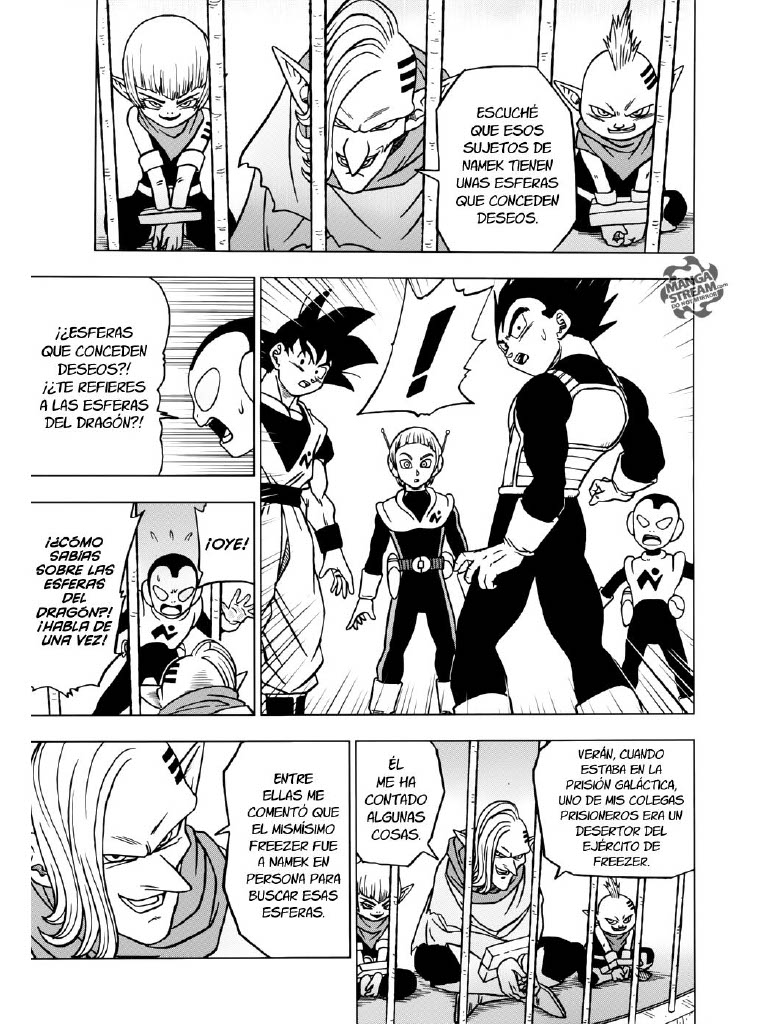 ESCUCHÉ
QUE ESOS
SUJETOS DE
NAMEK TIENEN
UNAS ESFERAS
QUE CONCEDEN
DESEOS.
MANGA
STREAM.COM
DO NOT MIRROR
!
¡¿ESFERAS
QUE CONCEDEN
DESEOS?!
¡¿TE REFIERES
A LAS ESFERAS
DEL DRAGÓN?!
¡OYE!
¡¿CÓMO
SABÍAS
SOBRE LAS
ESFERAS
DEL
DRAGÓN?!
¡HABLA DE
UNA VEZ!
VERÁN, CUANDO
ESTABA EN LA
PRISIÓN GALÁCTICA,
UNO DE MIS COLEGAS
PRISIONEROS ERA UN
DESERTOR DEL
EJÉRCITO DE
FREEZER.
ÉL
ME HA
CONTADO
ALGUNAS
COSAS.
ENTRE
ELLAS ME
COMENTÓ QUE
EL MISMÍSIMO
FREEZER FUE
A NAMEK EN
PERSONA PARA
BUSCAR ESAS
ESFERAS.